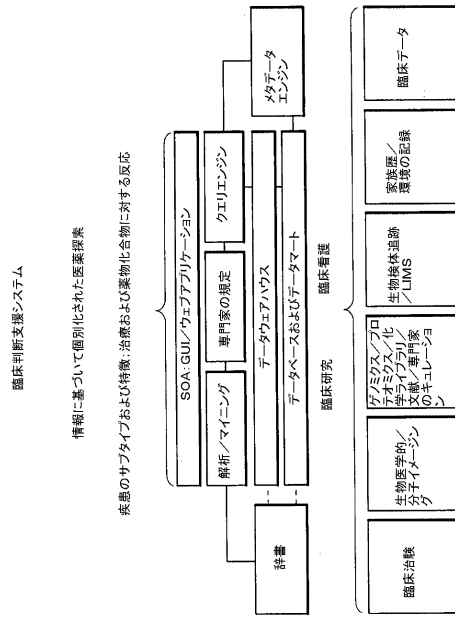 臨床判断支援システム
情報に基づいて個別化された医薬探索
疾患のサブタイプおよび特徴:治療および薬物化合物に対する反応
SOA:GUI/ウェブアプリケーション
解析/マイニング
専門家の規定
クエリエンジン
メタデータ
エンジン
データウェアハウス
辞書
データベースおよびデータマート
臨床研究
臨床看護
臨床治験
生物医学的/
分子イメージン
グ
ゲノミクス/プロ
テオミクス/化
学ライブラリ/
文献/専門家
のキュレーショ
ン
生物検体追跡
/LIMS
家族歴/
環境の記録
臨床データ